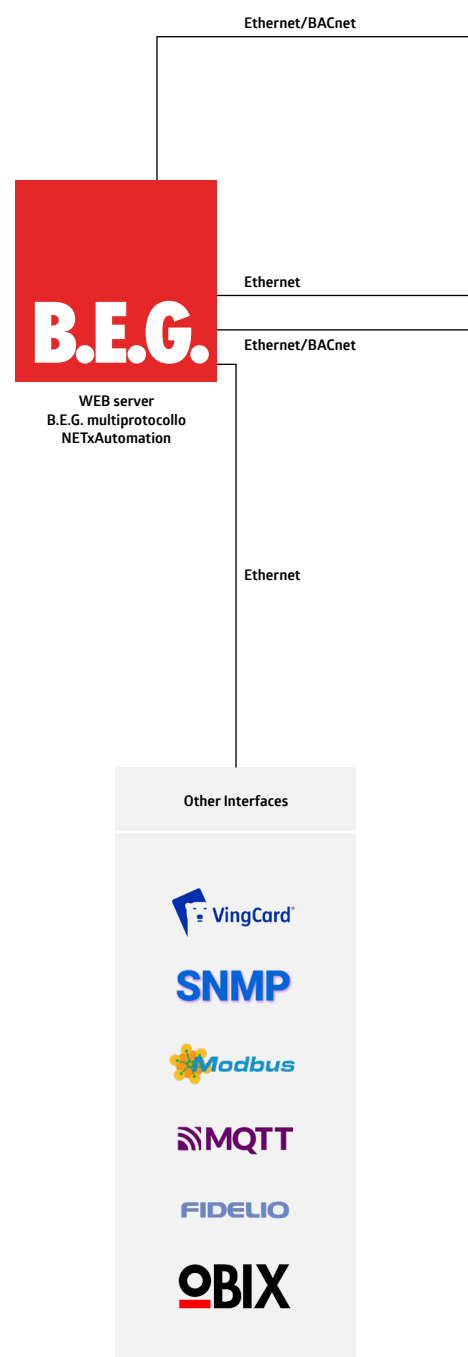 Ethernet/BACnet
B.E.G.
Ethernet
Ethernet/BACnet
WEB server
B.E.G. multiprotocollo
NETxAutomation
Ethernet
Other Interfaces
VingCard®
SNMP
Modbus
MQTT
FIDELIO
oBIX